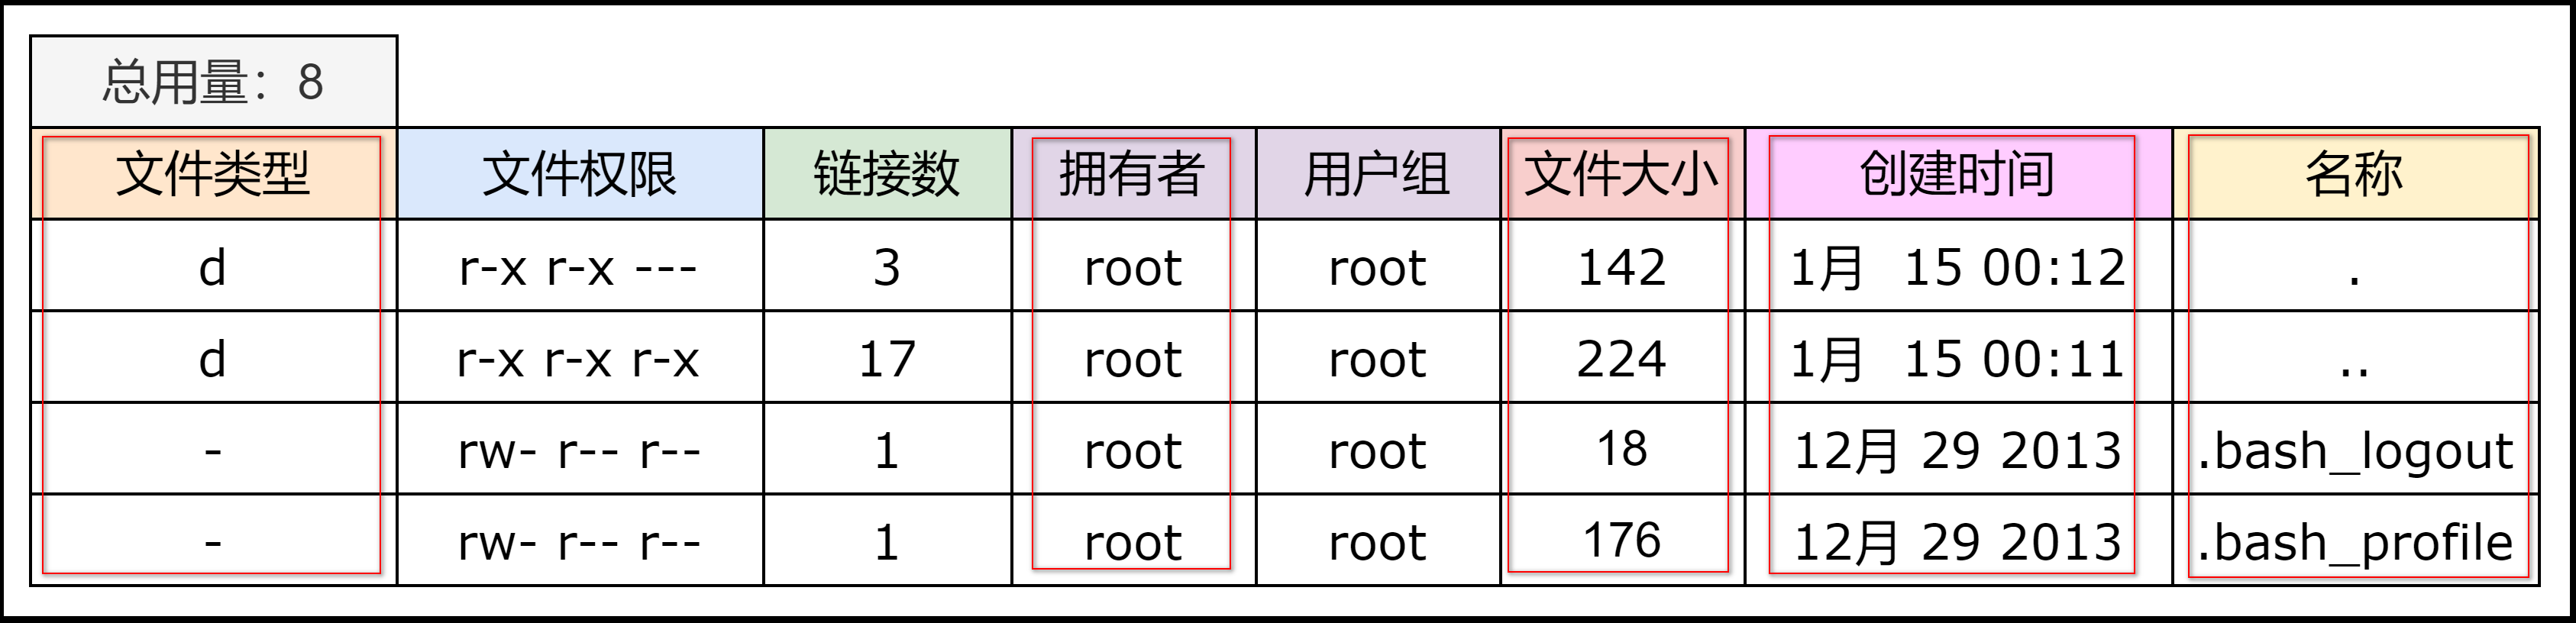 总用量：8
文件类型 文件权限 链接数 拥有者 用户组 文件大小 创建时间 名称
d r-x r-x --- 3 root root 142 1月 15 00:12 .
d r-x r-x r-x 17 root root 224 1月 15 00:11 ..
- rw- r-- r-- 1 root root 18 12月 29 2013 .bash_logout
- rw- r-- r-- 1 root root 176 12月 29 2013 .bash_profile